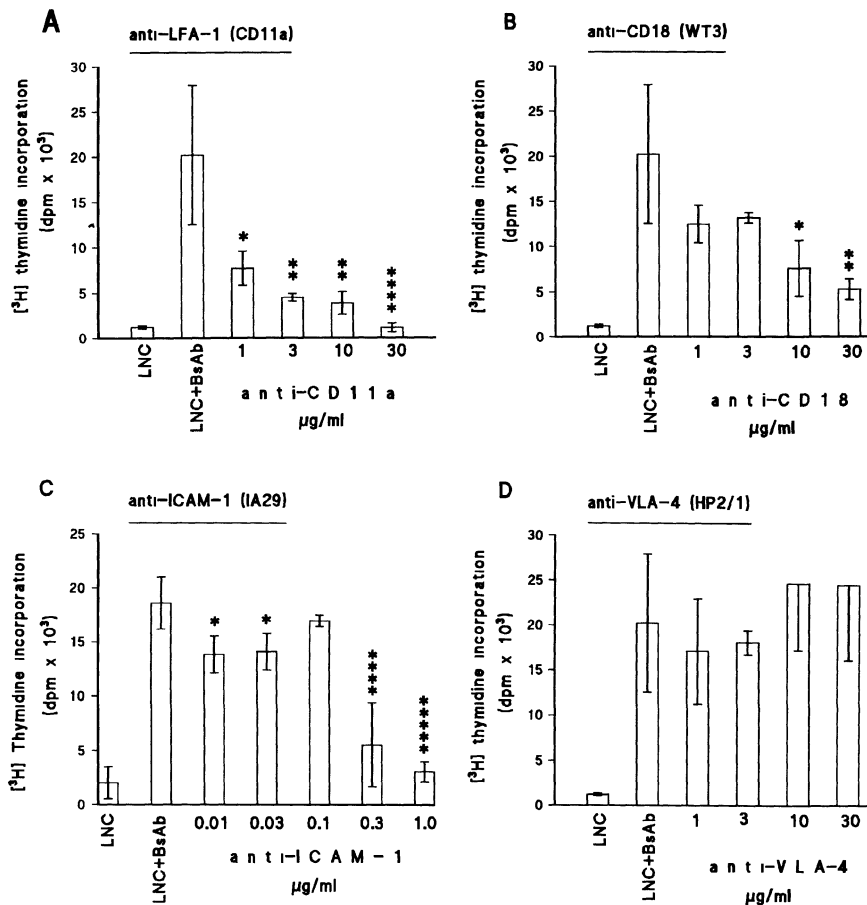 A
anti-LFA-1 (CD11a)
[³H] thymidine incorporation
(dpm x 10³)
30
25
20
15
10
5
0
*
**
**
****
LNC
LNC+BsAb
1
3
10
30
anti-CD11a
µg/ml
B
anti-CD18 (WT3)
[³H] thymidine incorporation
(dpm x 10³)
30
25
20
15
10
5
0
*
**
LNC
LNC+BsAb
1
3
10
30
anti-CD18
µg/ml
C
anti-ICAM-1 (IA29)
[³H] Thymidine incorporation
(dpm x 10³)
25
20
15
10
5
0
*
*
****
*****
LNC
LNC+BsAb
0.01
0.03
0.1
0.3
1.0
anti-ICAM-1
µg/ml
D
anti-VLA-4 (HP2/1)
[³H] thymidine incorporation
(dpm x 10³)
30
25
20
15
10
5
0
LNC
LNC+BsAb
1
3
10
30
anti-VLA-4
µg/ml